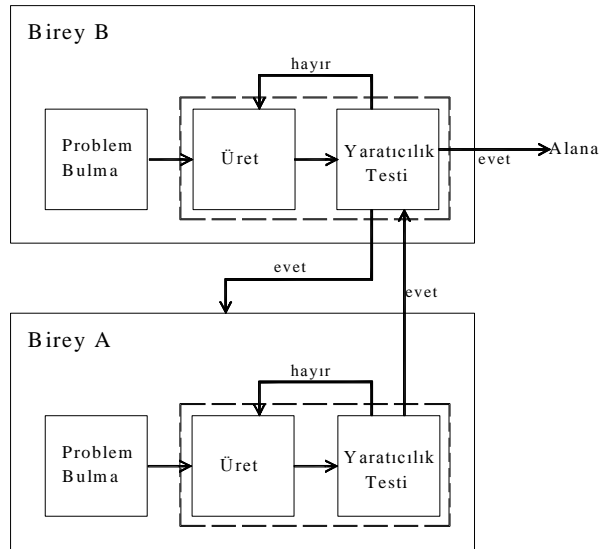 Birey B
hayır
Problem
Bulma
Üret
Yaratıcılık
Testi
evet
Alana
evet
evet
Birey A
hayır
Problem
Bulma
Üret
Yaratıcılık
Testi